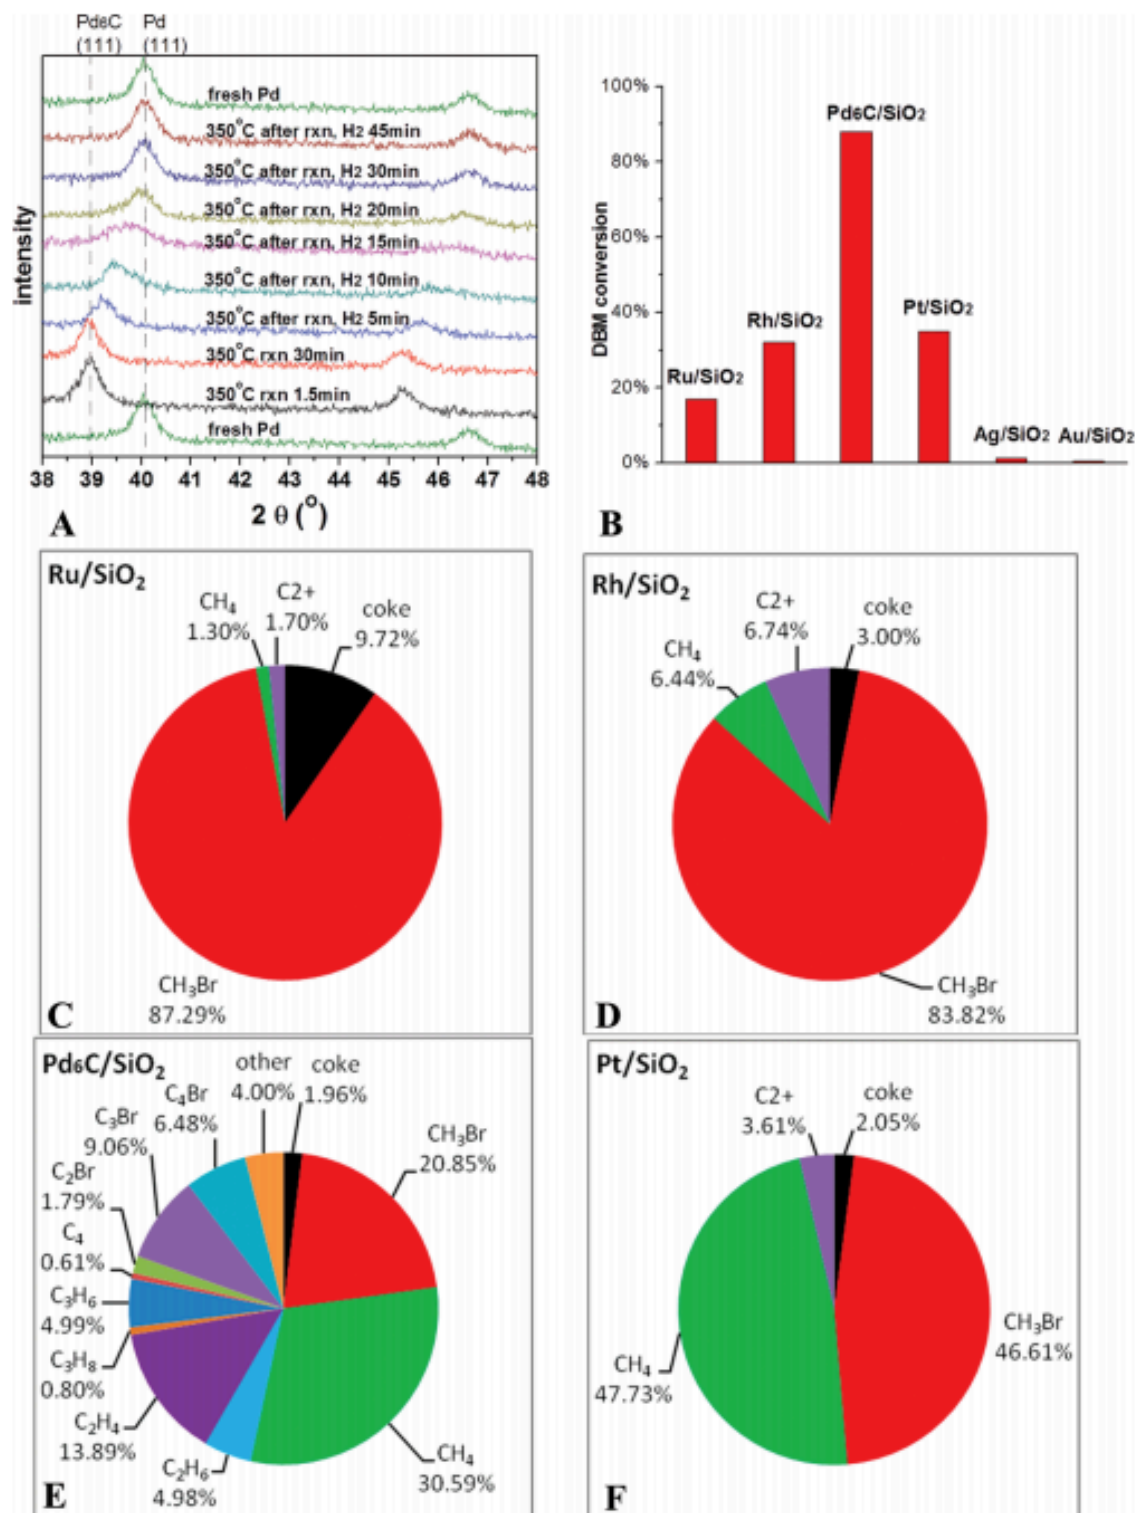 Pd6C Pd
(111) (111)
fresh Pd
350°C after rxn, H2 45min
350°C after rxn, H2 30min
350°C after rxn, H2 20min
350°C after rxn, H2 15min
350°C after rxn, H2 10min
350°C after rxn, H2 5min
350°C rxn 30min
350°C rxn 1.5min
fresh Pd
intensity
38 39 40 41 42 43 44 45 46 47 48
2 θ (°)
A
100%
80%
60%
40%
20%
0%
DBM conversion
Ru/SiO2
Rh/SiO2
Pd6C/SiO2
Pt/SiO2
Ag/SiO2
Au/SiO2
B
Ru/SiO2
CH4
1.30%
C2+
1.70%
coke
9.72%
CH3Br
87.29%
C
Rh/SiO2
CH4
6.44%
C2+
6.74%
coke
3.00%
CH3Br
83.82%
D
Pd6C/SiO2
other
4.00%
coke
1.96%
C4Br
6.48%
C3Br
9.06%
C2Br
1.79%
C4
0.61%
C3H6
4.99%
C3H8
0.80%
C2H4
13.89%
C2H6
4.98%
CH4
30.59%
CH3Br
20.85%
E
Pt/SiO2
C2+
3.61%
coke
2.05%
CH3Br
46.61%
CH4
47.73%
F